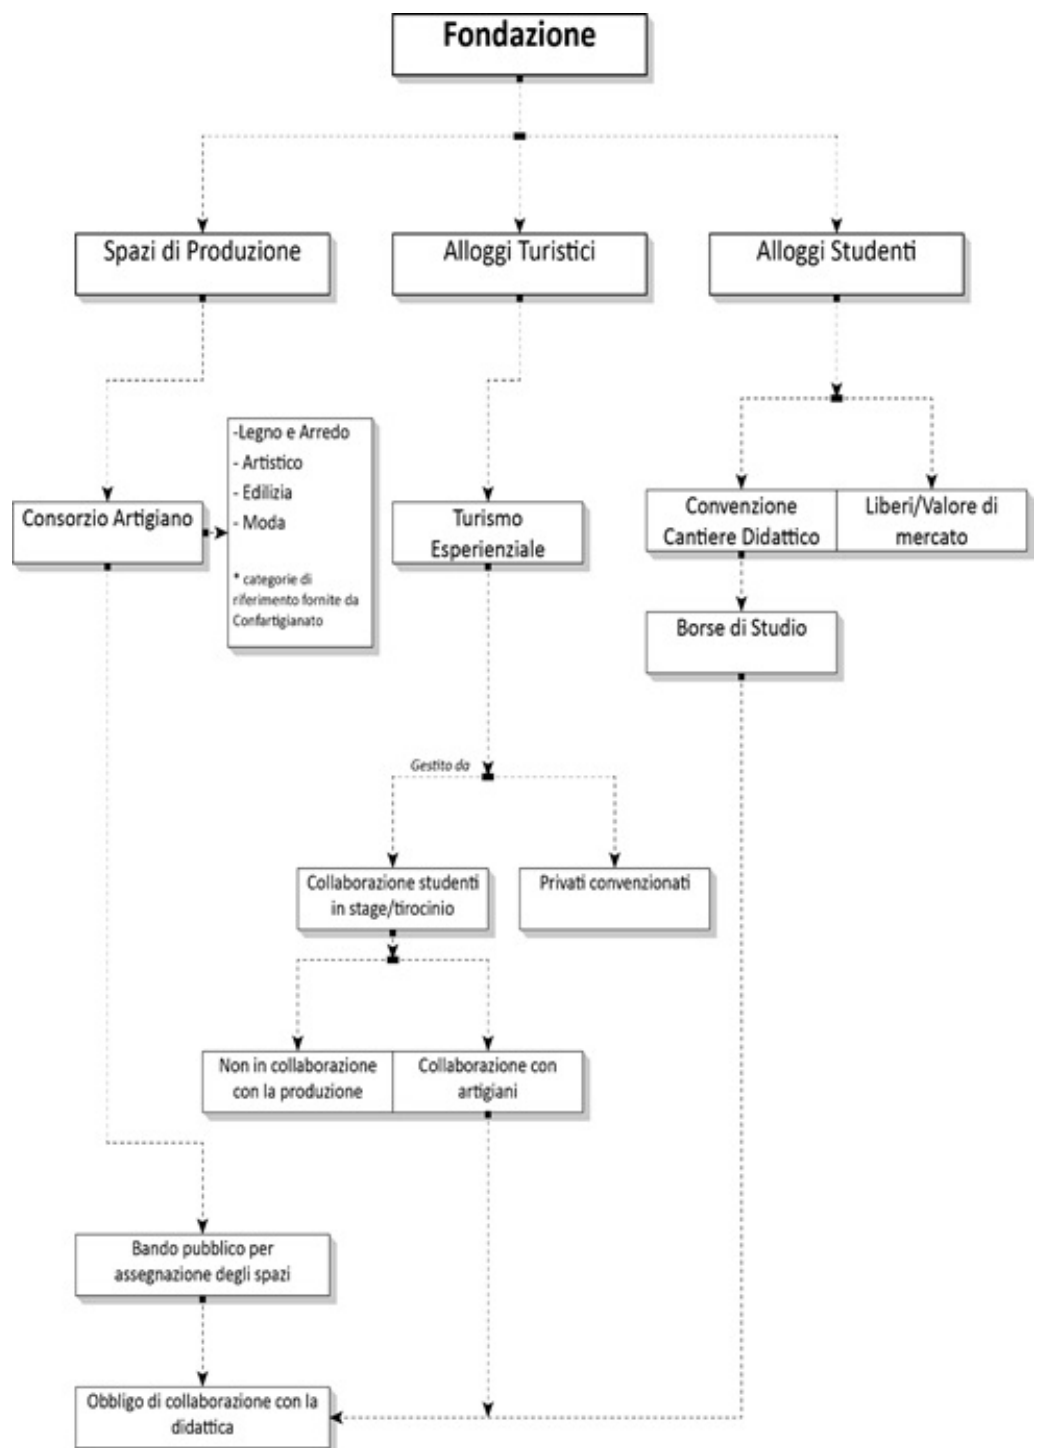 Fondazione
Spazi di Produzione
Alloggi Turistici
Alloggi Studenti
-Legno e Arredo
- Artistico
- Edilizia
- Moda
* categorie di
riferimento fornite da
Confartigianato
Consorzio Artigiano
Turismo
Esperienziale
Convenzione
Cantiere Didattico
Liberi/Valore di
mercato
Borse di Studio
Gestito da
Collaborazione studenti
in stage/tirocinio
Privati convenzionati
Non in collaborazione
con la produzione
Collaborazione con
artigiani
Bando pubblico per
assegnazione degli spazi
Obbligo di collaborazione con la
didattica